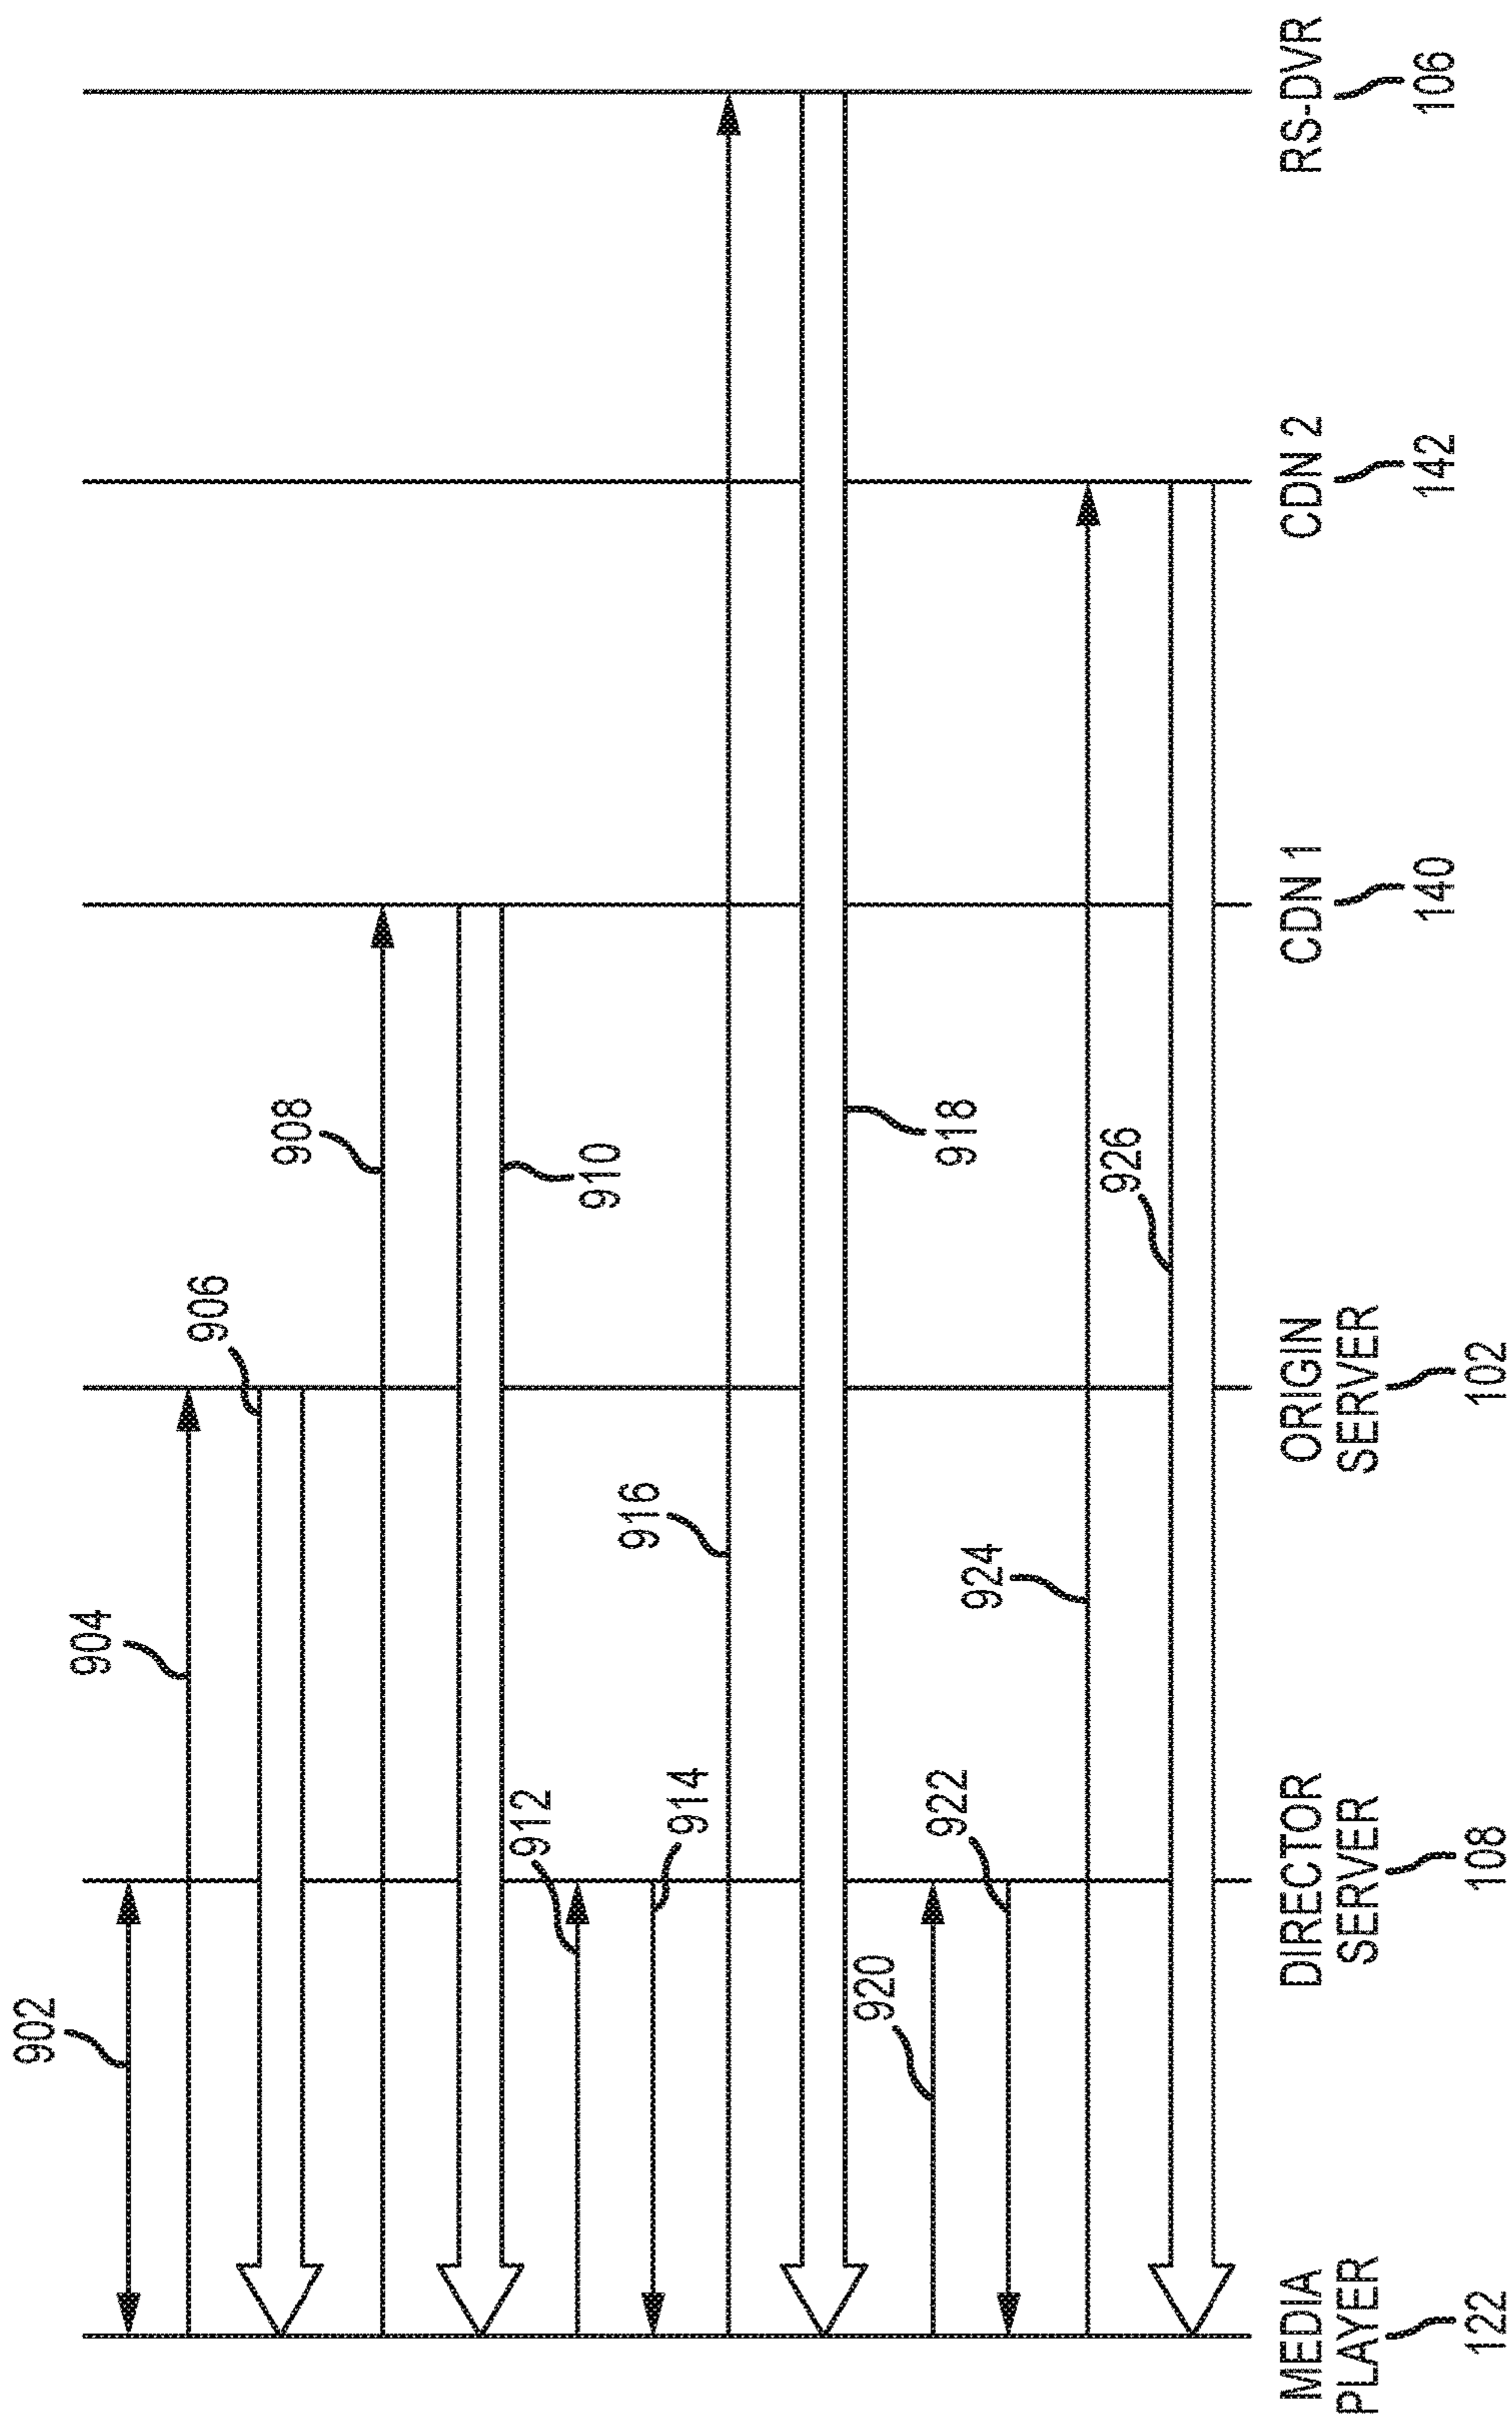 902
904
906
908
910
912
914
916
918
920
922
924
926
MEDIA
PLAYER
122
DIRECTOR
SERVER
108
ORIGIN
SERVER
102
CDN 1
140
CDN 2
142
RS-DVR
106